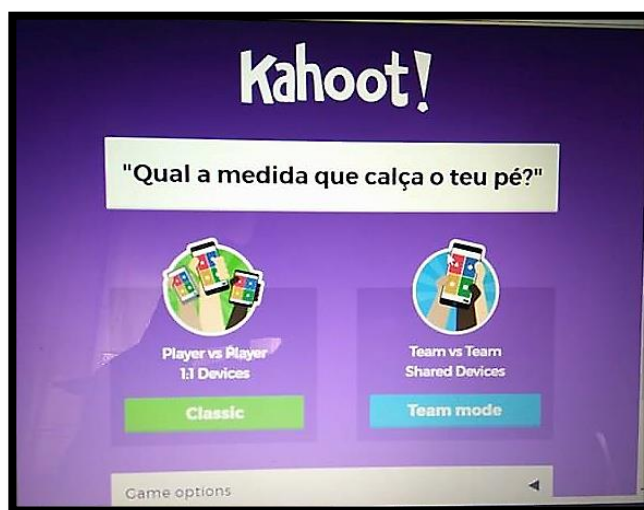 Kahoot!
"Qual a medida que calça o teu pé?"
Player vs Player
1:1 Devices
Classic
Team vs Team
Shared Devices
Team mode
Game options